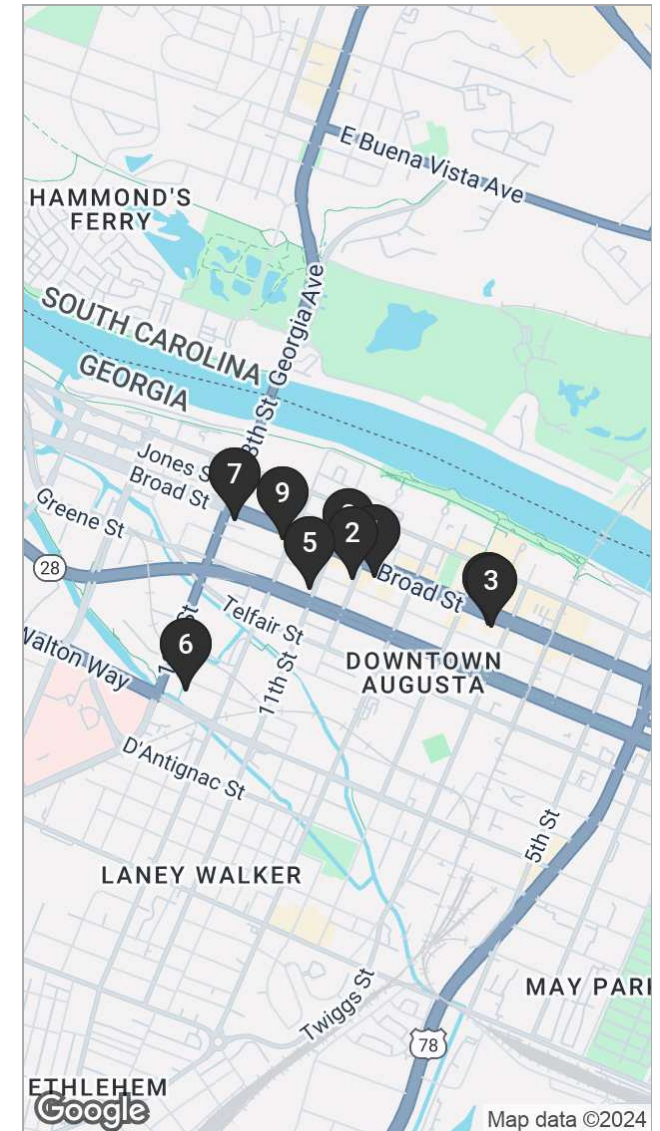 E Buena Vista Ave
HAMMOND'S
FERRY
SOUTH CAROLINA
GEORGIA
Georgia Ave
Jones
Broad St
7
9
5
2
3
6
Greene St
28
Broad St
Telfair St
11th St
Walton Way
DOWNTOWN
AUGUSTA
D'Antignac St
5th St
LANEY WALKER
MAY PARK
Twiggs St
78
ETHLEHEM
Google
Map data ©2024